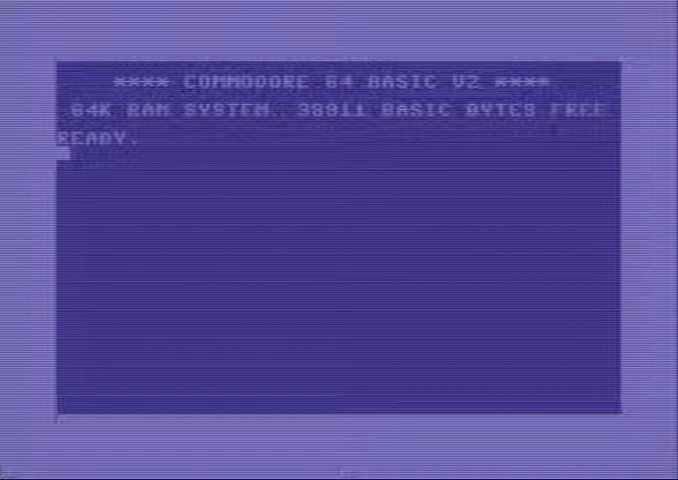 **** COMMODORE 64 BASIC V2 ****
64K RAM SYSTEM  38911 BASIC BYTES FREE
READY.